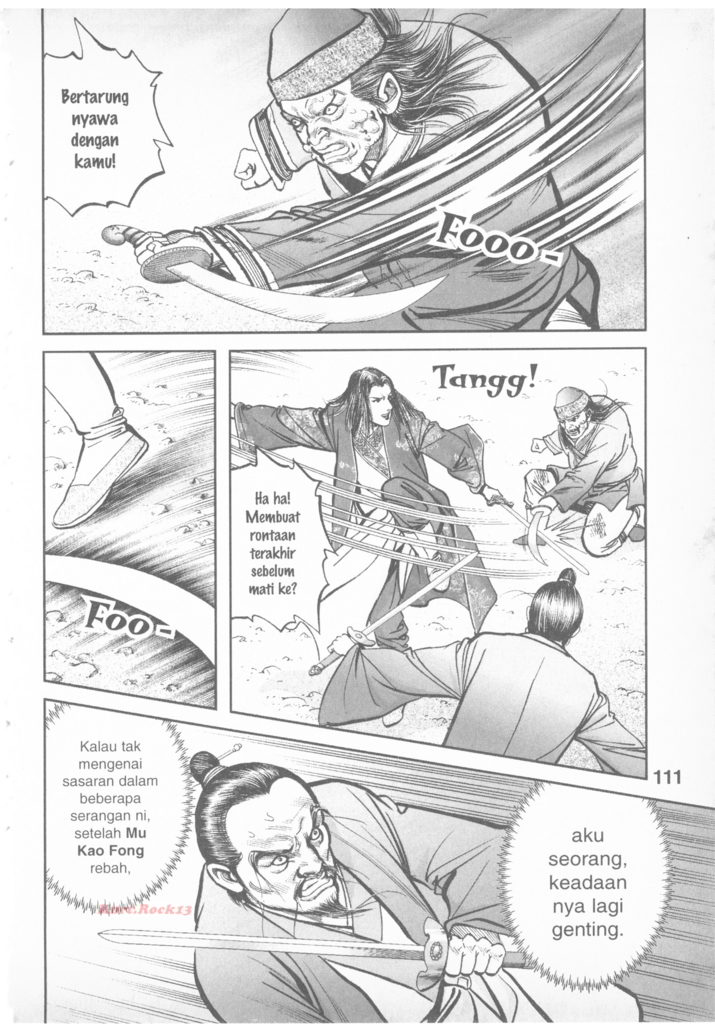 Bertarung
nyawa
dengan
kamu!
Fooo -
Foo -
Tangg!
Ha ha!
Membuat
rontaan
terakhir
sebelum
mati ke?
111
Kalau tak
mengenai
sasaran dalam
beberapa
serangan ni,
setelah Mu
Kao Fong
rebah,
aku
seorang,
keadaan
nya lagi
genting.